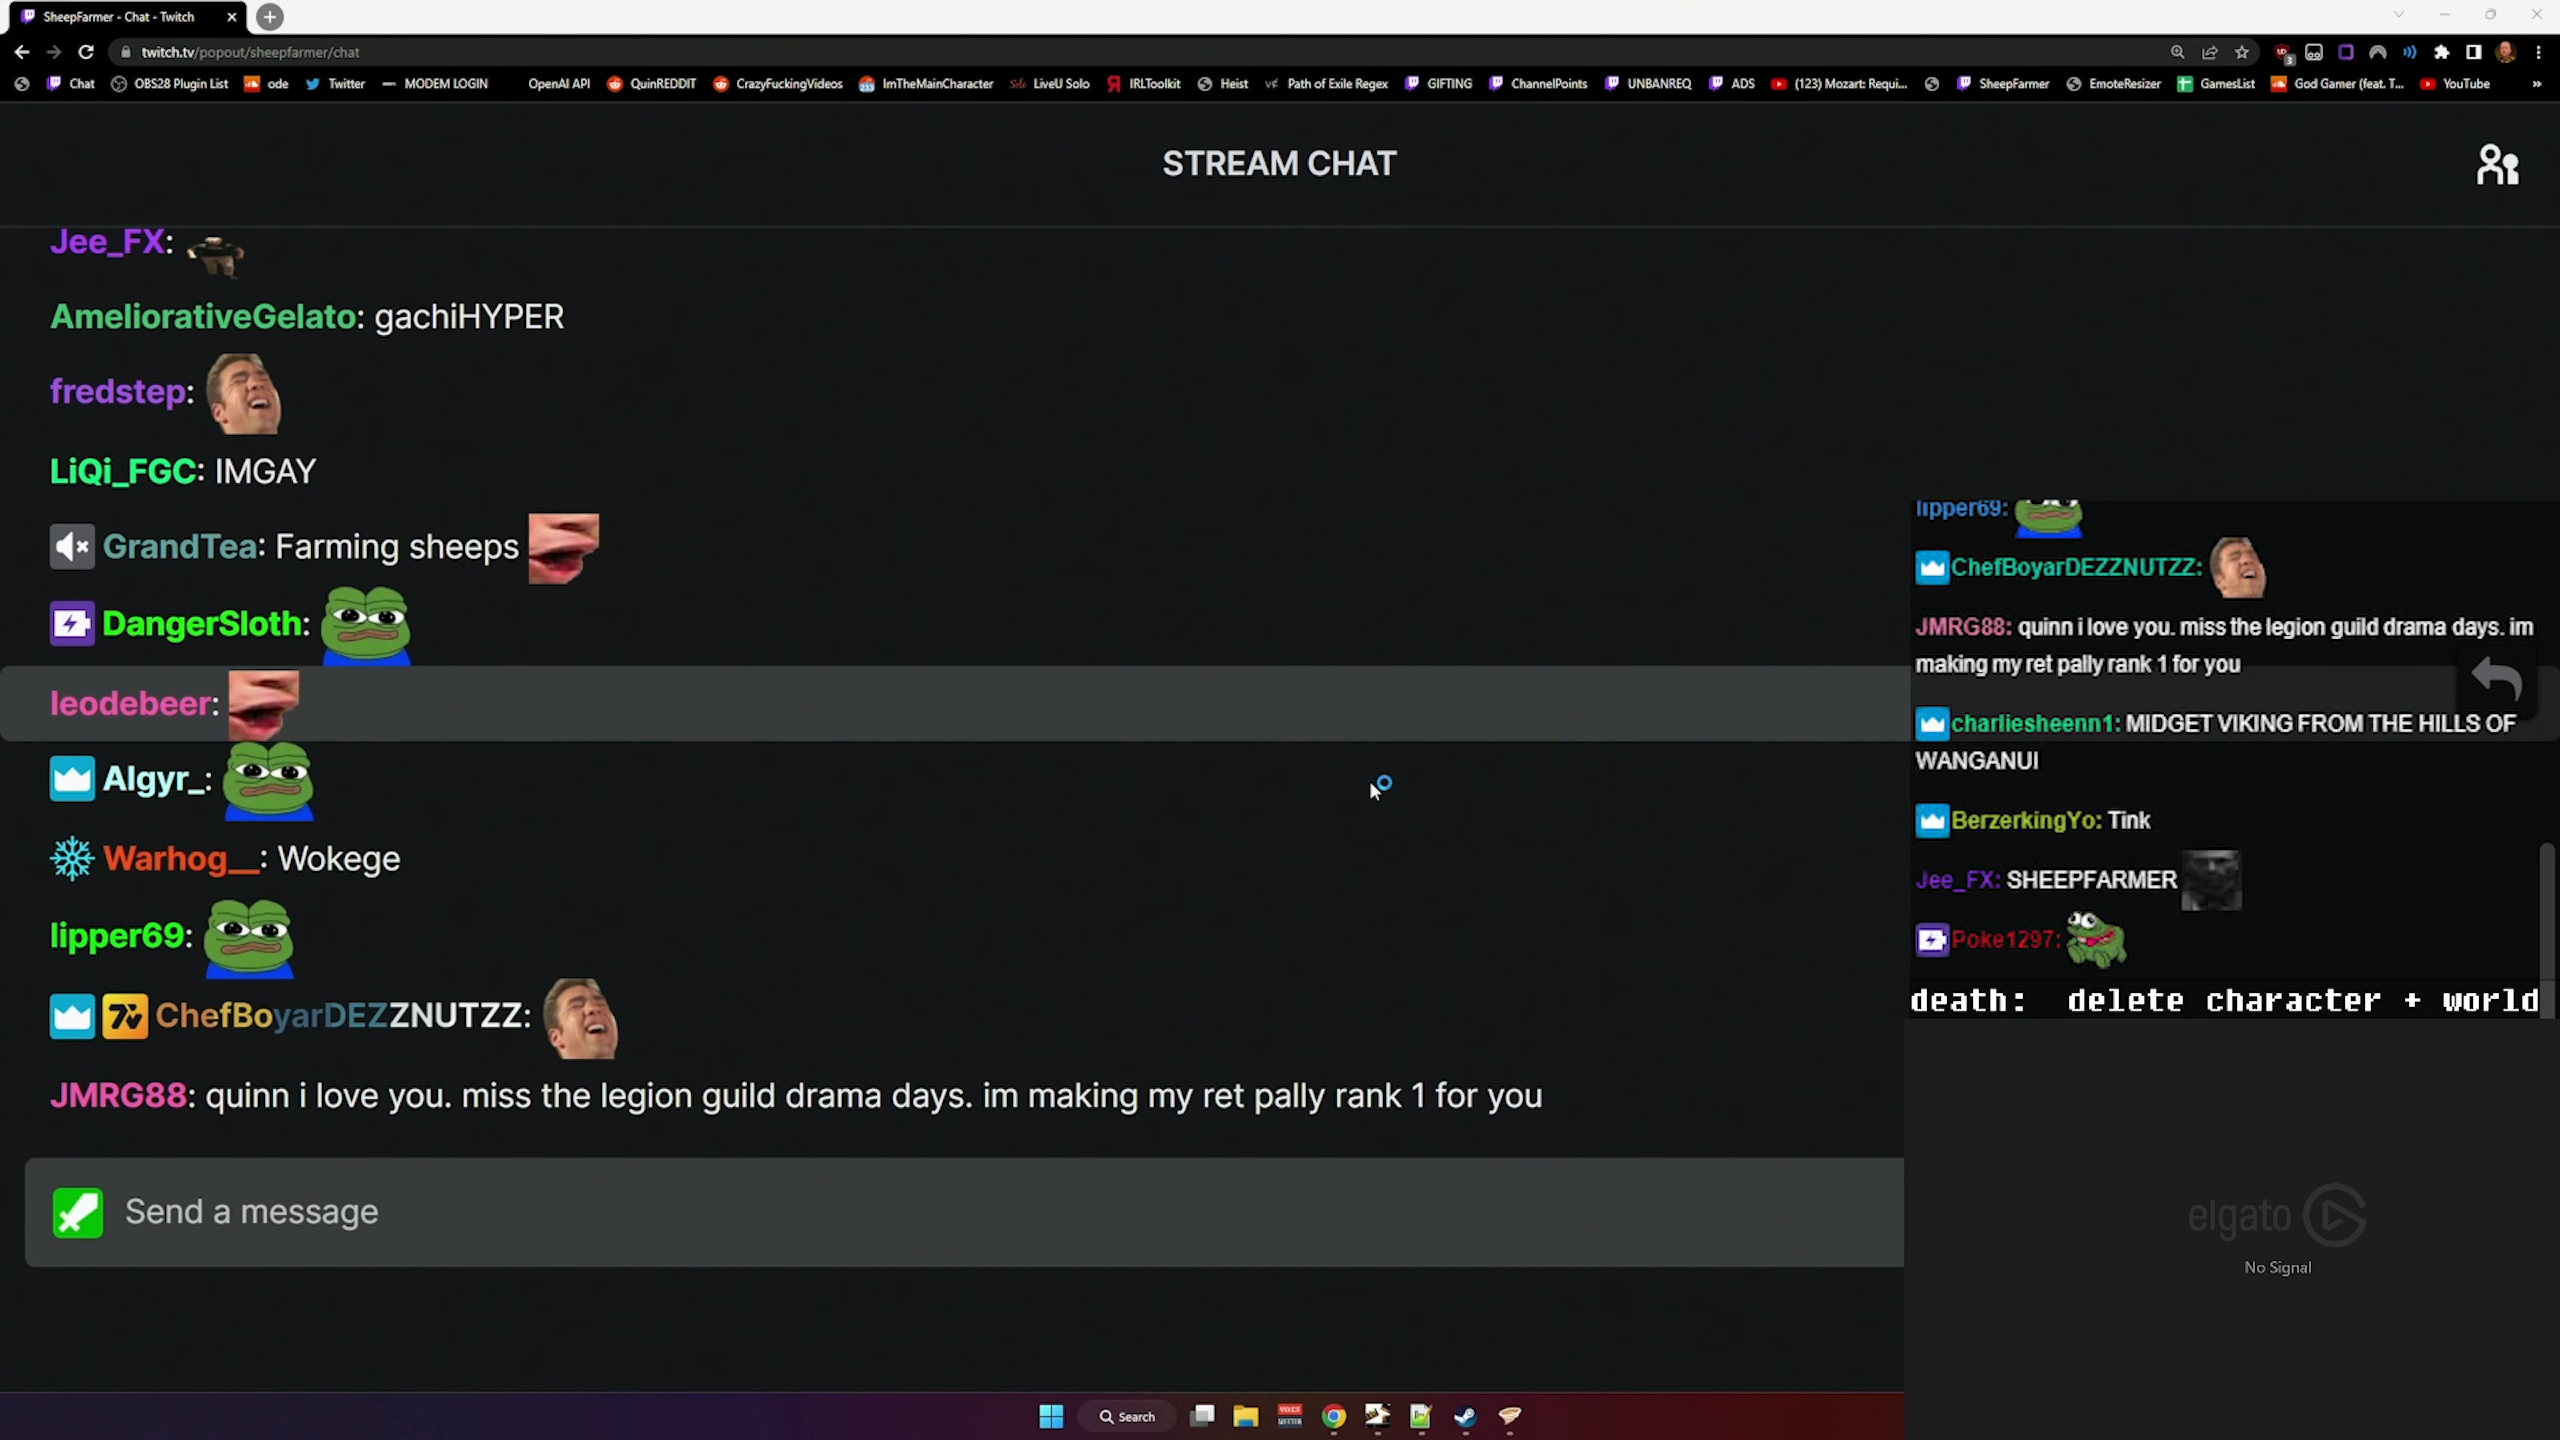 SheepFarmer - Chat - Twitch
twitch.tv/popout/sheepfarmer/chat
Chat OBS28 Plugin List ode Twitter MODEM LOGIN OpenAI API QuinREDDIT CrazyFuckingVideos ImTheMainCharacter LiveU Solo IRLToolkit Heist Path of Exile Regex GIFTING ChannelPoints UNBANREQ ADS (123) Mozart: Requi... SheepFarmer EmoteResizer GamesList God Gamer (feat. T... YouTube »
STREAM CHAT
Jee_FX:
AmeliorativeGelato: gachiHYPER
fredstep:
LiQi_FGC: IMGAY
GrandTea: Farming sheeps
DangerSloth:
leodebeer:
Algyr_:
Warhog__: Wokege
lipper69:
ChefBoyarDEZZNUTZZ:
JMRG88: quinn i love you. miss the legion guild drama days. im making my ret pally rank 1 for you
Send a message
lipper69:
ChefBoyarDEZZNUTZZ:
JMRG88: quinn i love you. miss the legion guild drama days. im
making my ret pally rank 1 for you
charliesheenn1: MIDGET VIKING FROM THE HILLS OF
WANGANUI
BerzerkingYo: Tink
Jee_FX: SHEEPFARMER
Poke1297:
death: delete character + world
elgato
No Signal
Search
VOICE
MEETER